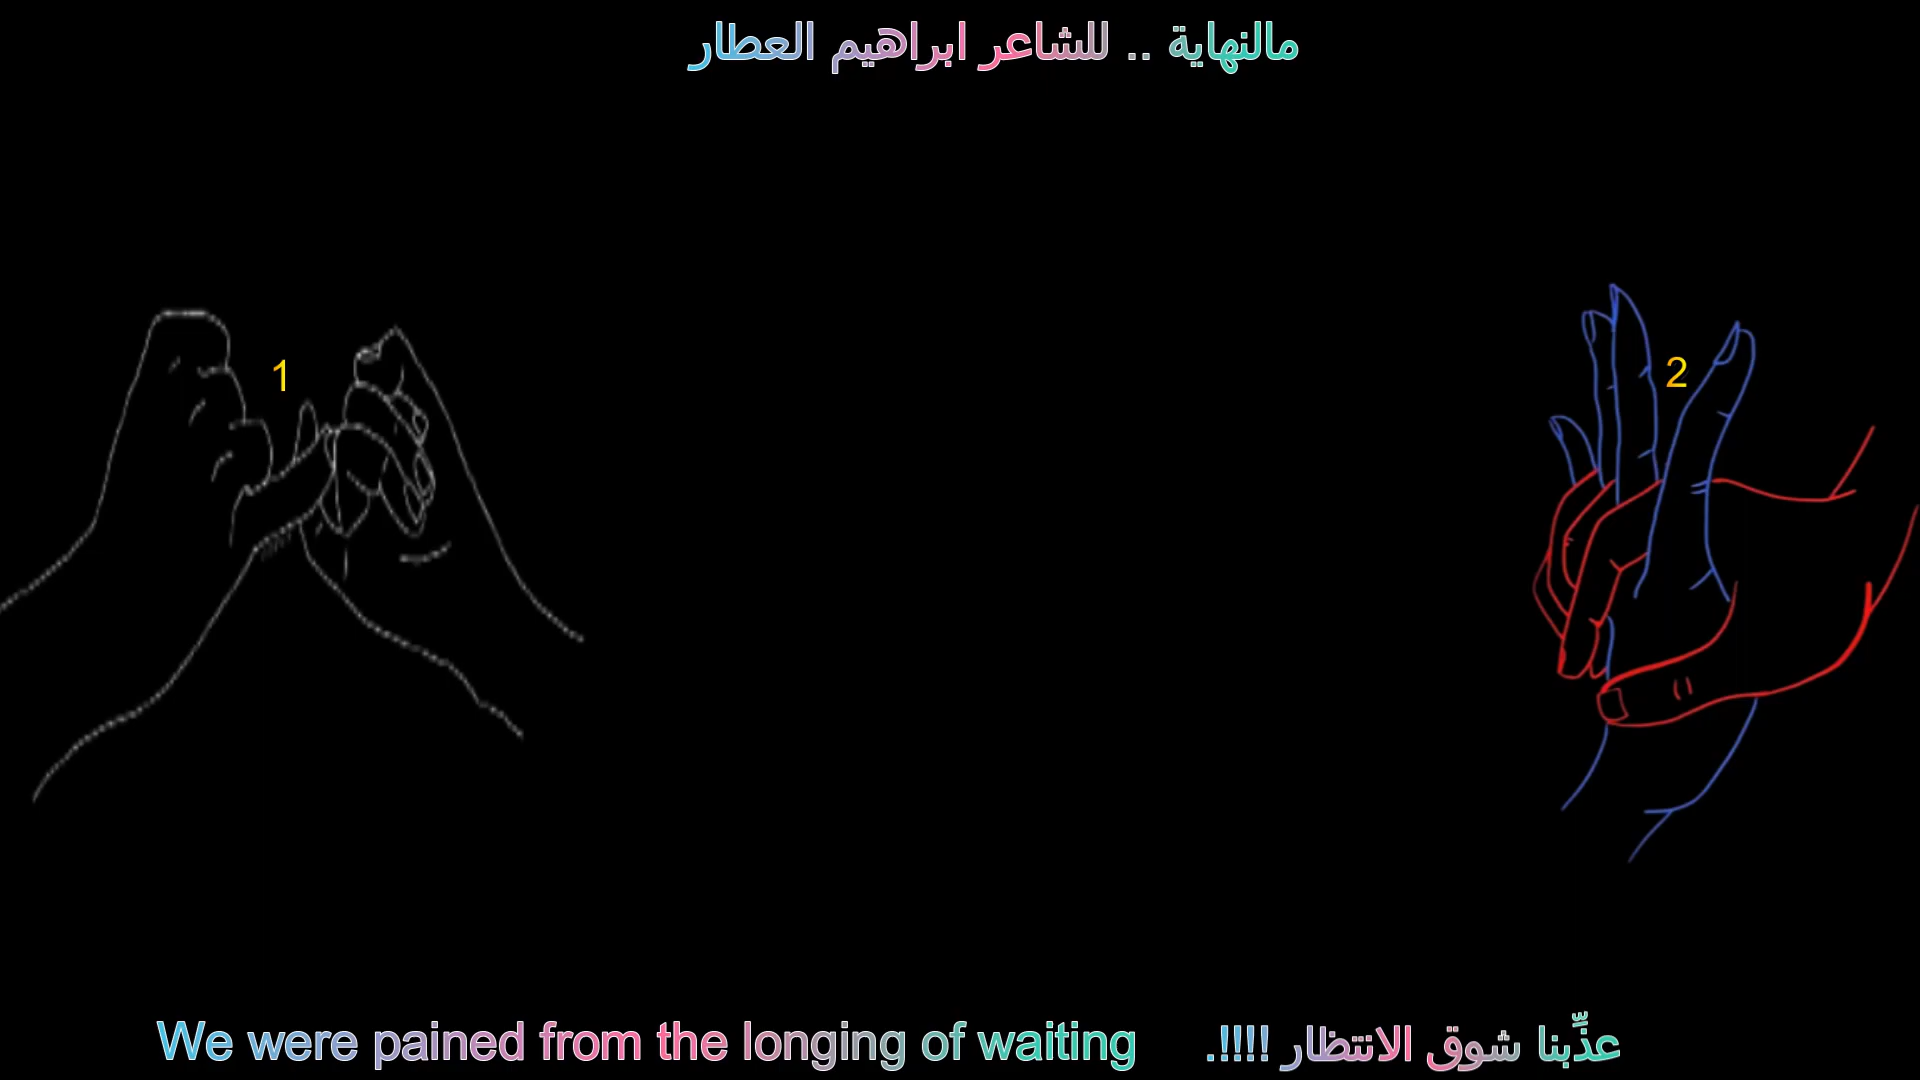 مالنهاية .. للشاعر ابراهيم العطار
1
2
We were pained from the longing of waiting
عذِّبنا شوق الانتظار !!!!.